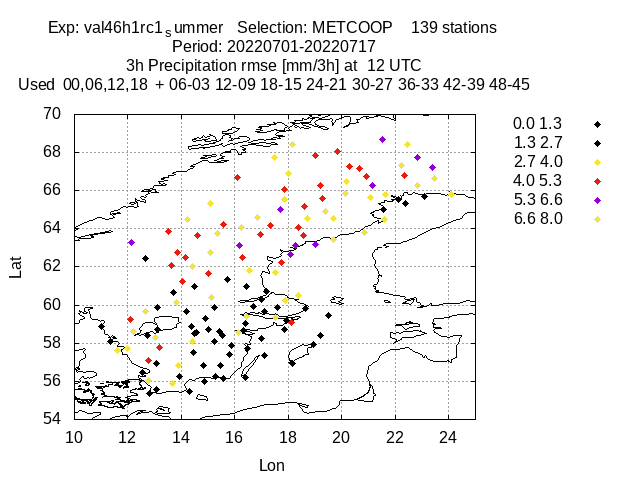 Exp: val46h1rc1summer   Selection: METCOOP    139 stations
Period: 20220701-20220717
3h Precipitation rmse [mm/3h] at  12 UTC
Used  00,06,12,18  + 06-03 12-09 18-15 24-21 30-27 36-33 42-39 48-45
70
68
66
64
62
60
58
56
54
Lat
10 12 14 16 18 20 22 24
Lon
0.0 1.3
1.3 2.7
2.7 4.0
4.0 5.3
5.3 6.6
6.6 8.0